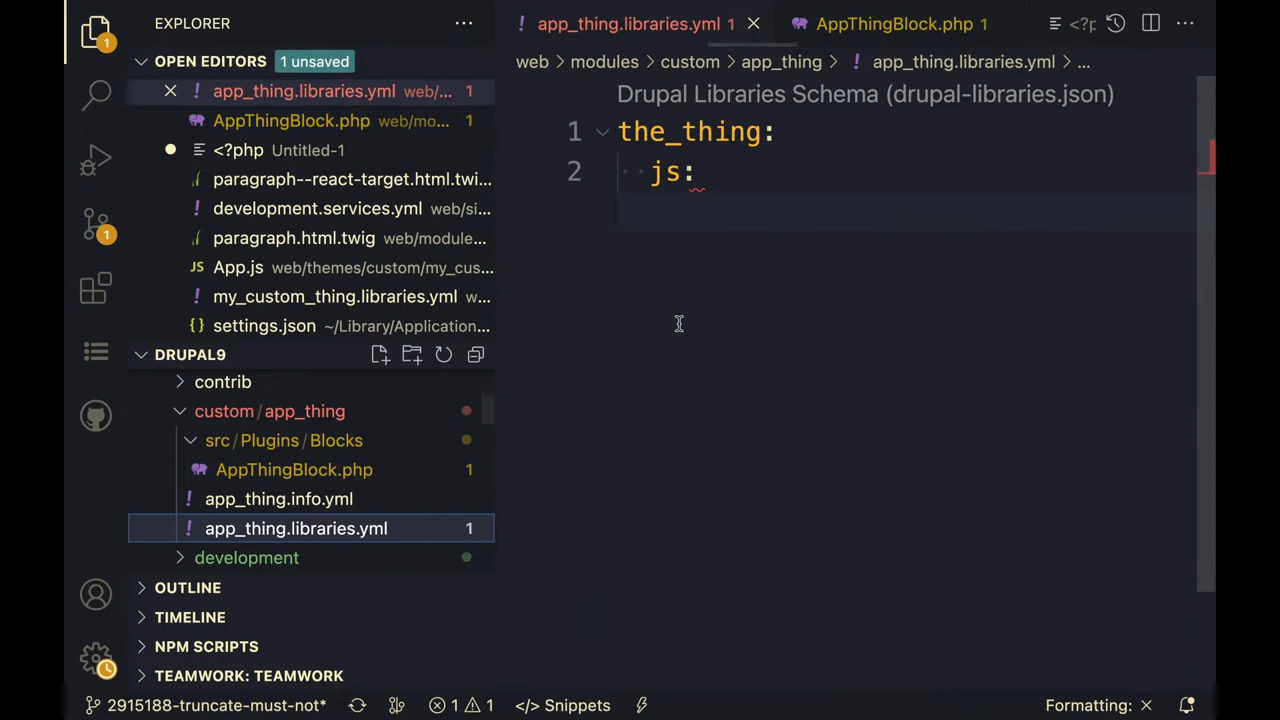 EXPLORER
OPEN EDITORS 1 unsaved
app_thing.libraries.yml web/... 1
AppThingBlock.php web/mo... 1
<?php Untitled-1
paragraph--react-target.html.twi...
development.services.yml web/si...
paragraph.html.twig web/module...
JS App.js web/themes/custom/my_cus...
my_custom_thing.libraries.yml w...
{} settings.json ~/Library/Application...
DRUPAL9
contrib
custom / app_thing
src / Plugins / Blocks
AppThingBlock.php 1
! app_thing.info.yml
! app_thing.libraries.yml 1
development
OUTLINE
TIMELINE
NPM SCRIPTS
TEAMWORK: TEAMWORK
! app_thing.libraries.yml 1
AppThingBlock.php 1
<?p
web > modules > custom > app_thing > ! app_thing.libraries.yml > ...
Drupal Libraries Schema (drupal-libraries.json)
1 the_thing:
2 js:
1
1
2915188-truncate-must-not* 1 1 </> Snippets Formatting: ×